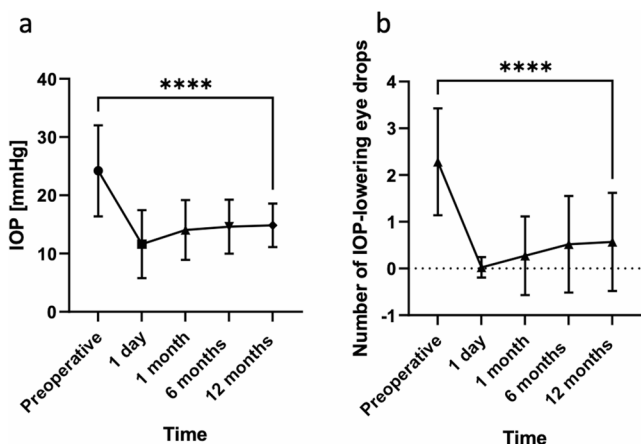 a
****
40
30
20
10
0
IOP [mmHg]
Preoperative
1 day
1 month
6 months
12 months
Time
b
****
4
3
2
1
0
-1
Number of IOP-lowering eye drops
Preoperative
1 day
1 month
6 months
12 months
Time